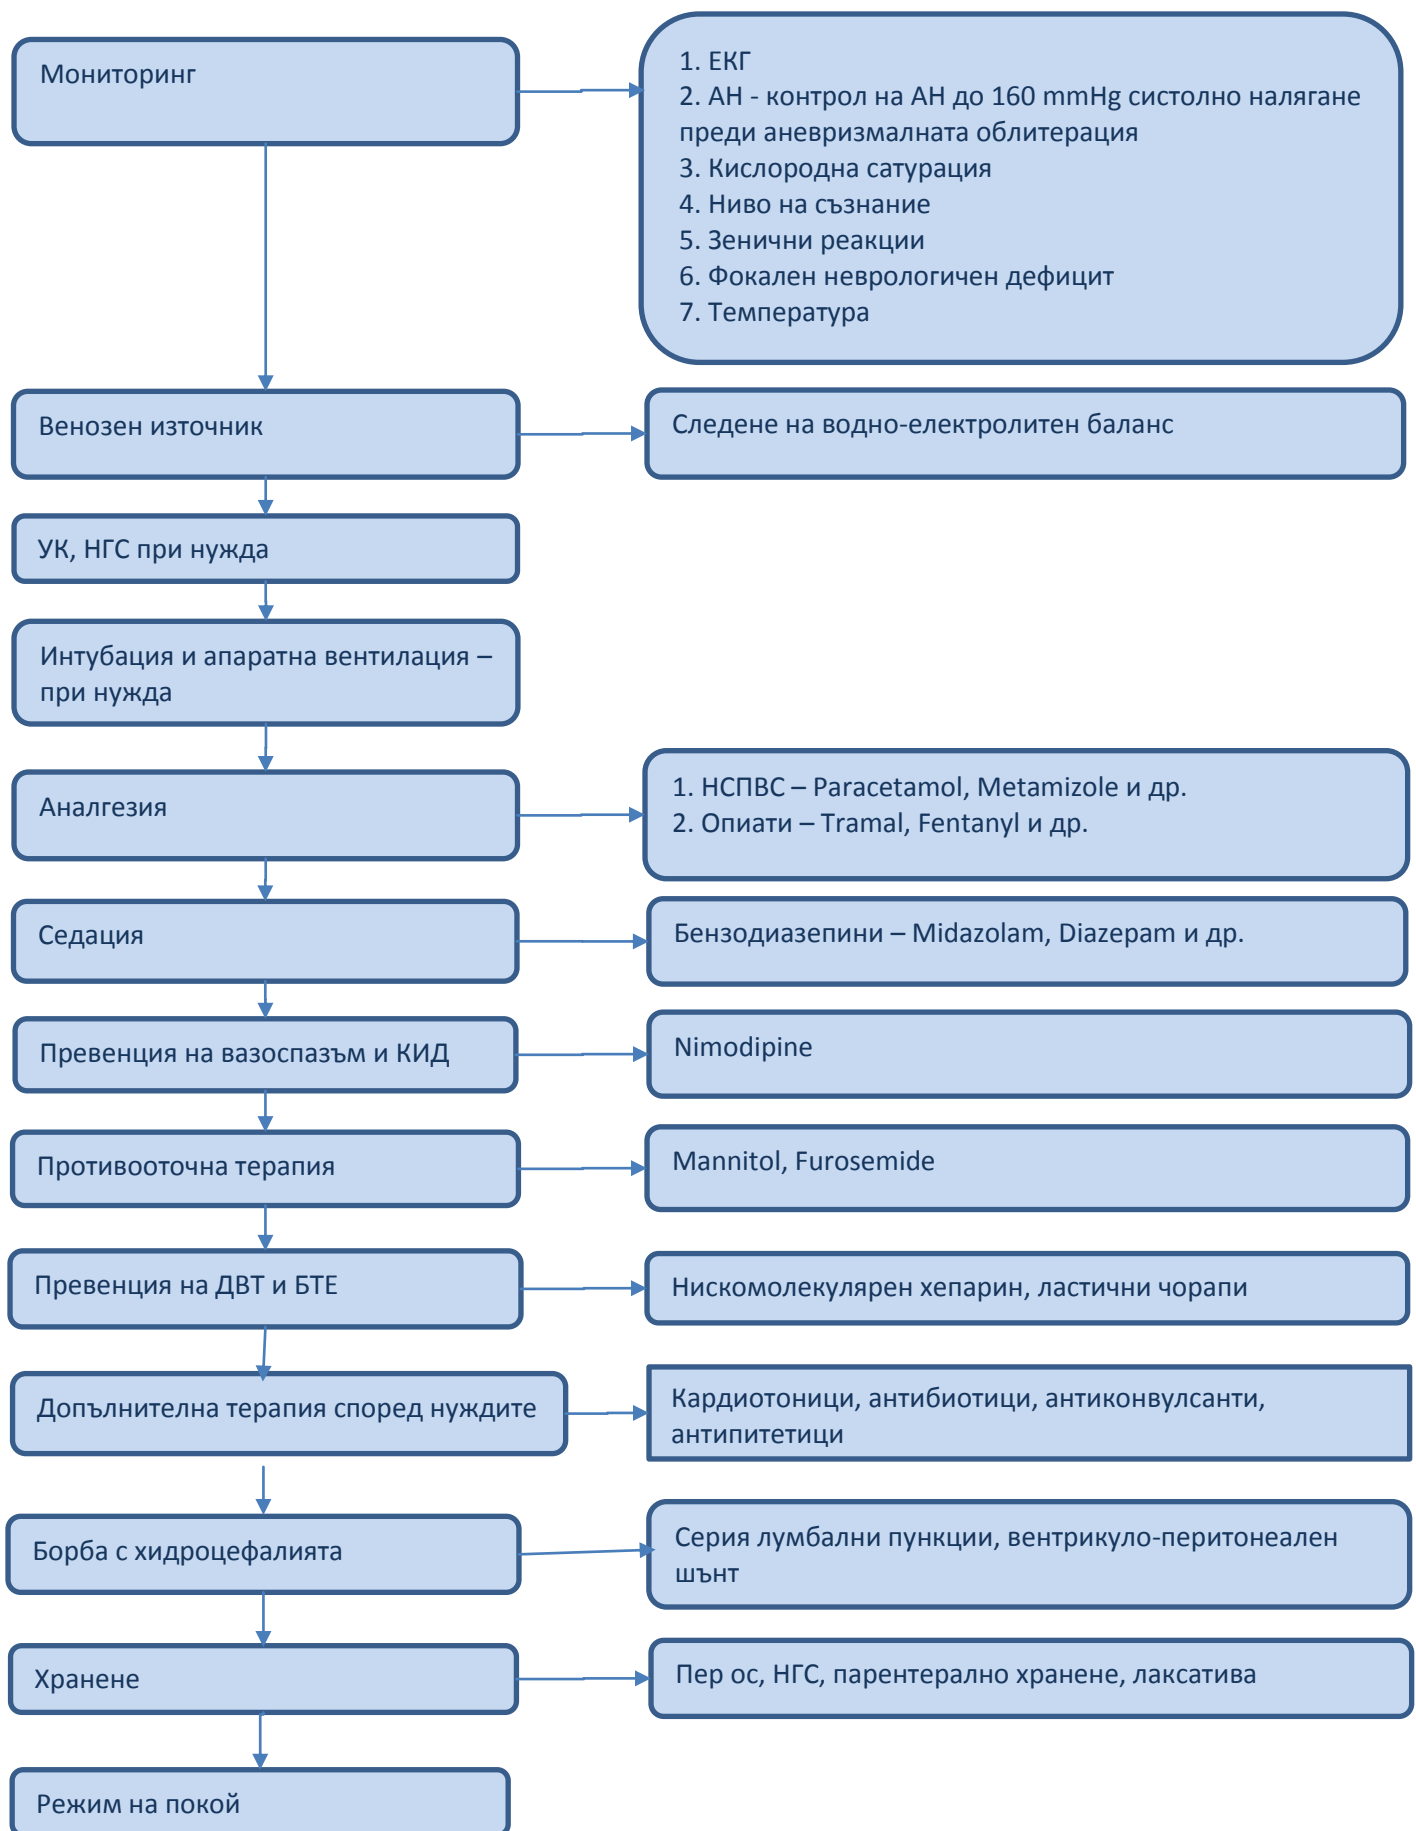 Мониторинг
1. ЕКГ
2. АН - контрол на АН до 160 mmHg систолно налягане
преди аневризмалната облитерация
3. Кислородна сатурация
4. Ниво на съзнание
5. Зенични реакции
6. Фокален неврологичен дефицит
7. Температура
Венозен източник
Следене на водно-електролитен баланс
УК, НГС при нужда
Интубация и апаратна вентилация –
при нужда
Аналгезия
1. НСПВС – Paracetamol, Metamizole и др.
2. Опиати – Tramal, Fentanyl и др.
Седация
Бензодиазепини – Midazolam, Diazepam и др.
Превенция на вазоспазъм и КИД
Nimodipine
Противооточна терапия
Mannitol, Furosemide
Превенция на ДВТ и БТЕ
Нискомолекулярен хепарин, ластични чорапи
Допълнителна терапия според нуждите
Кардиотоници, антибиотици, антиконвулсанти,
антипитетици
Борба с хидроцефалията
Серия лумбални пункции, вентрикуло-перитонеален
шънт
Хранене
Пер ос, НГС, парентерално хранене, лаксатива
Режим на покой